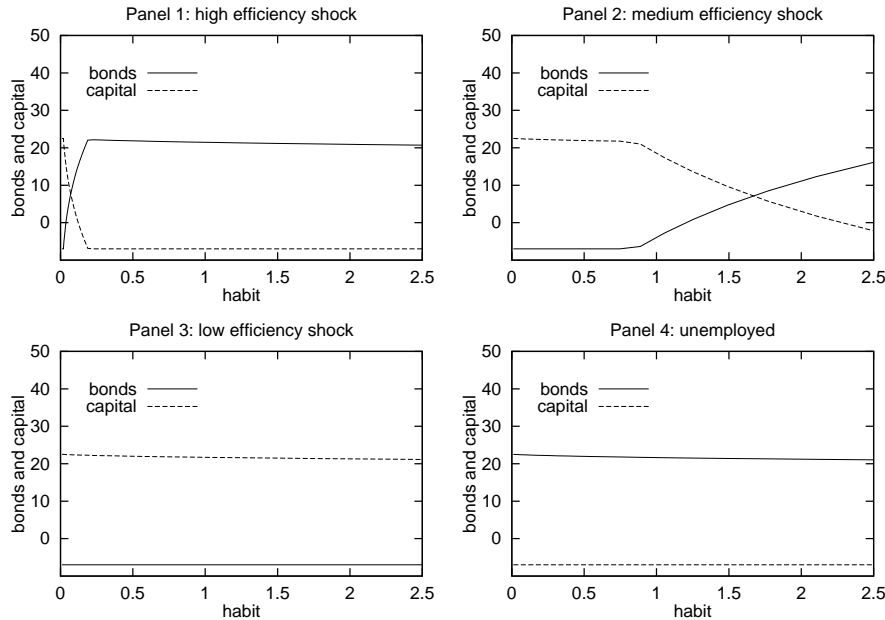 Panel 1: high efficiency shock
bonds and capital
50
40
30
20
10
0
bonds
capital
0 0.5 1 1.5 2 2.5
habit
Panel 2: medium efficiency shock
bonds and capital
50
40
30
20
10
0
bonds
capital
0 0.5 1 1.5 2 2.5
habit
Panel 3: low efficiency shock
bonds and capital
50
40
30
20
10
0
bonds
capital
0 0.5 1 1.5 2 2.5
habit
Panel 4: unemployed
bonds and capital
50
40
30
20
10
0
bonds
capital
0 0.5 1 1.5 2 2.5
habit